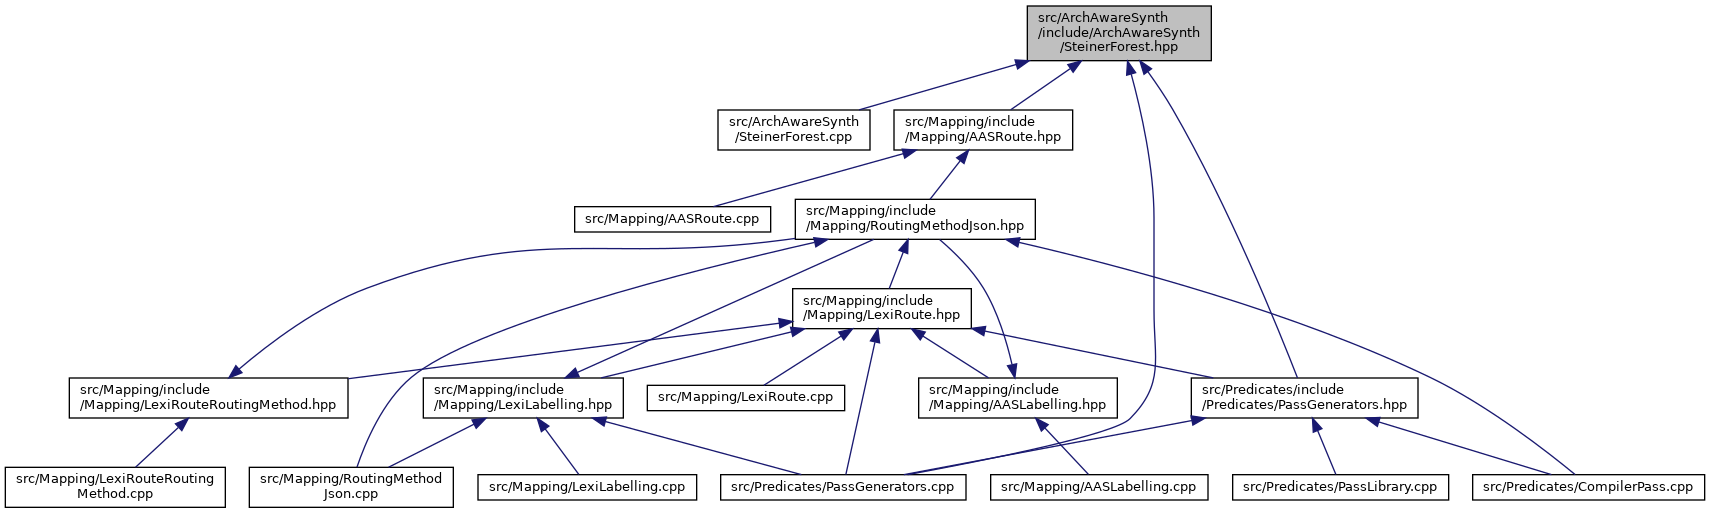 src/ArchAwareSynth
/include/ArchAwareSynth
/SteinerForest.hpp
src/ArchAwareSynth
/SteinerForest.cpp
src/Mapping/include
/Mapping/AASRoute.hpp
src/Mapping/AASRoute.cpp
src/Mapping/include
/Mapping/RoutingMethodJson.hpp
src/Mapping/include
/Mapping/LexiRoute.hpp
src/Mapping/include
/Mapping/LexiRouteRoutingMethod.hpp
src/Mapping/include
/Mapping/LexiLabelling.hpp
src/Mapping/LexiRoute.cpp
src/Mapping/include
/Mapping/AASLabelling.hpp
src/Predicates/include
/Predicates/PassGenerators.hpp
src/Mapping/LexiRouteRouting
Method.cpp
src/Mapping/RoutingMethod
Json.cpp
src/Mapping/LexiLabelling.cpp
src/Predicates/PassGenerators.cpp
src/Mapping/AASLabelling.cpp
src/Predicates/PassLibrary.cpp
src/Predicates/CompilerPass.cpp